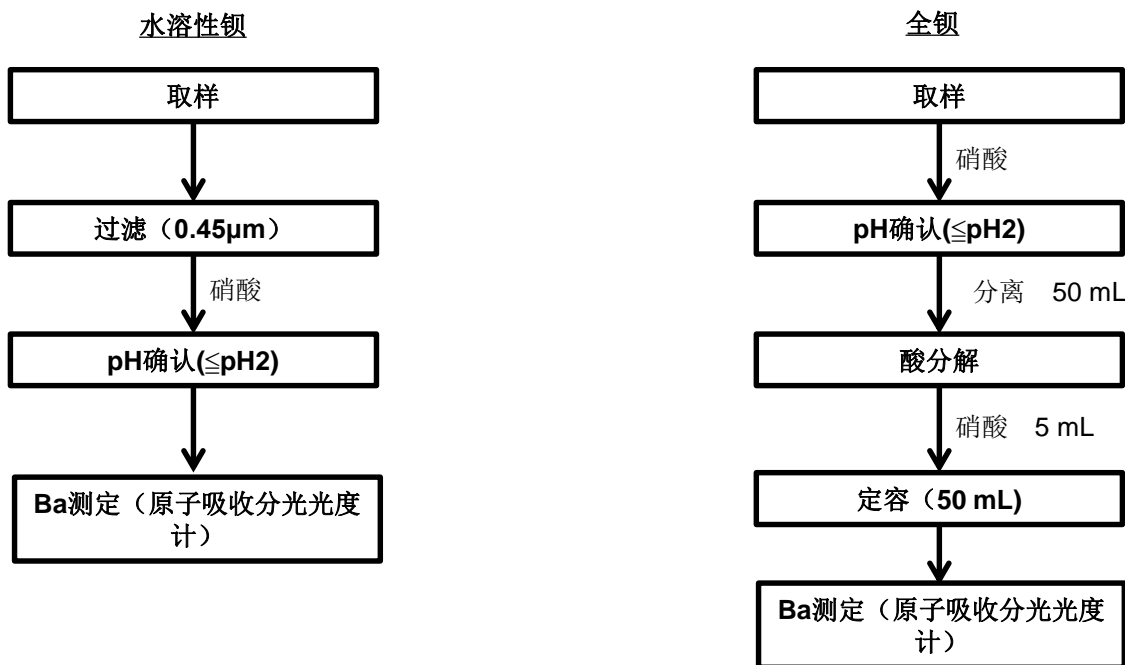 水溶性钡
取样
过滤（0.45μm）
硝酸
pH确认(≦pH2)
Ba测定（原子吸收分光光度
计）
全钡
取样
硝酸
pH确认(≦pH2)
分离 50 mL
酸分解
硝酸 5 mL
定容（50 mL)
Ba测定（原子吸收分光光度
计）